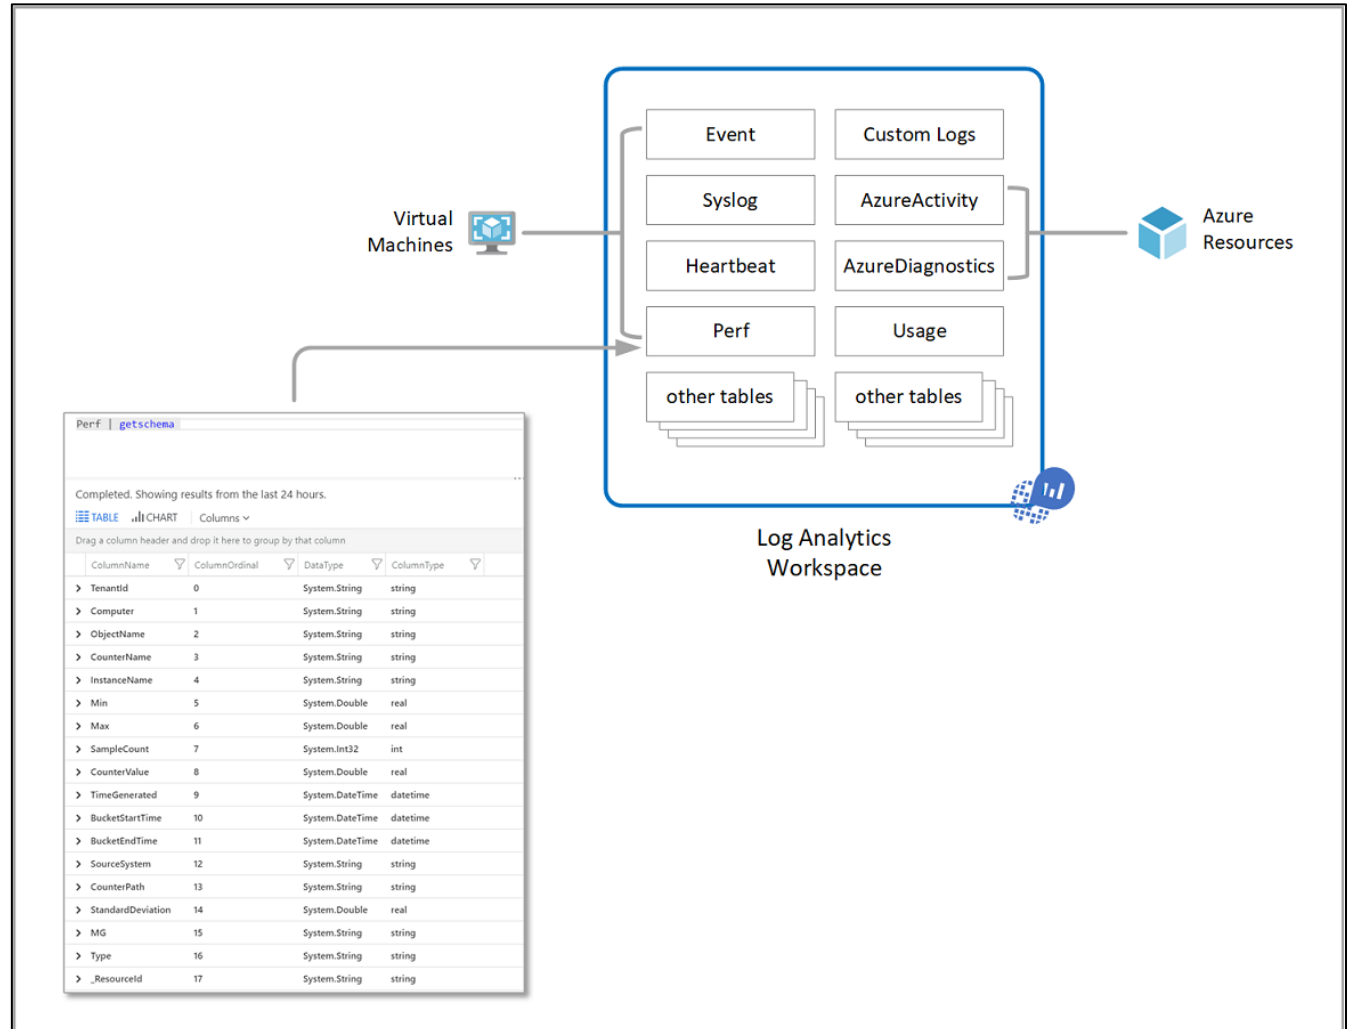 Event
Custom Logs
Syslog
AzureActivity
Virtual
Machines
Azure
Resources
Heartbeat
AzureDiagnostics
Perf
Usage
other tables
other tables
Log Analytics
Workspace
Perf | getschema
...
Completed. Showing results from the last 24 hours.
TABLE CHART Columns
Drag a column header and drop it here to group by that column
ColumnName ColumnOrdinal DataType ColumnType
TenantId 0 System.String string
Computer 1 System.String string
ObjectName 2 System.String string
CounterName 3 System.String string
InstanceName 4 System.String string
Min 5 System.Double real
Max 6 System.Double real
SampleCount 7 System.Int32 int
CounterValue 8 System.Double real
TimeGenerated 9 System.DateTime datetime
BucketStartTime 10 System.DateTime datetime
BucketEndTime 11 System.DateTime datetime
SourceSystem 12 System.String string
CounterPath 13 System.String string
StandardDeviation 14 System.Double real
MG 15 System.String string
Type 16 System.String string
_ResourceId 17 System.String string